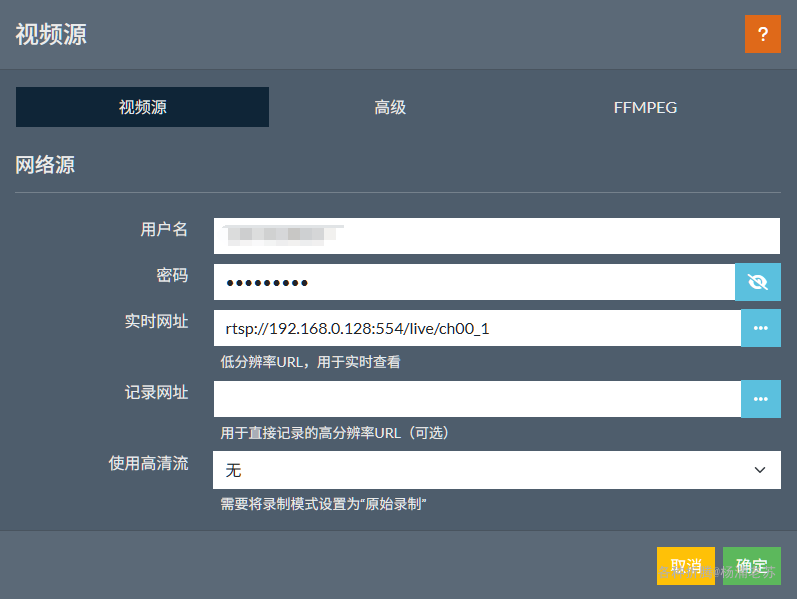 视频源
?
视频源 高级 FFMPEG
网络源
用户名
密码 •••••••••
实时网址 rtsp://192.168.0.128:554/live/ch00_1
低分辨率URL，用于实时查看
记录网址
用于直接记录的高分辨率URL（可选）
使用高清流 无
需要将录制模式设置为“原始录制”
取消 确定